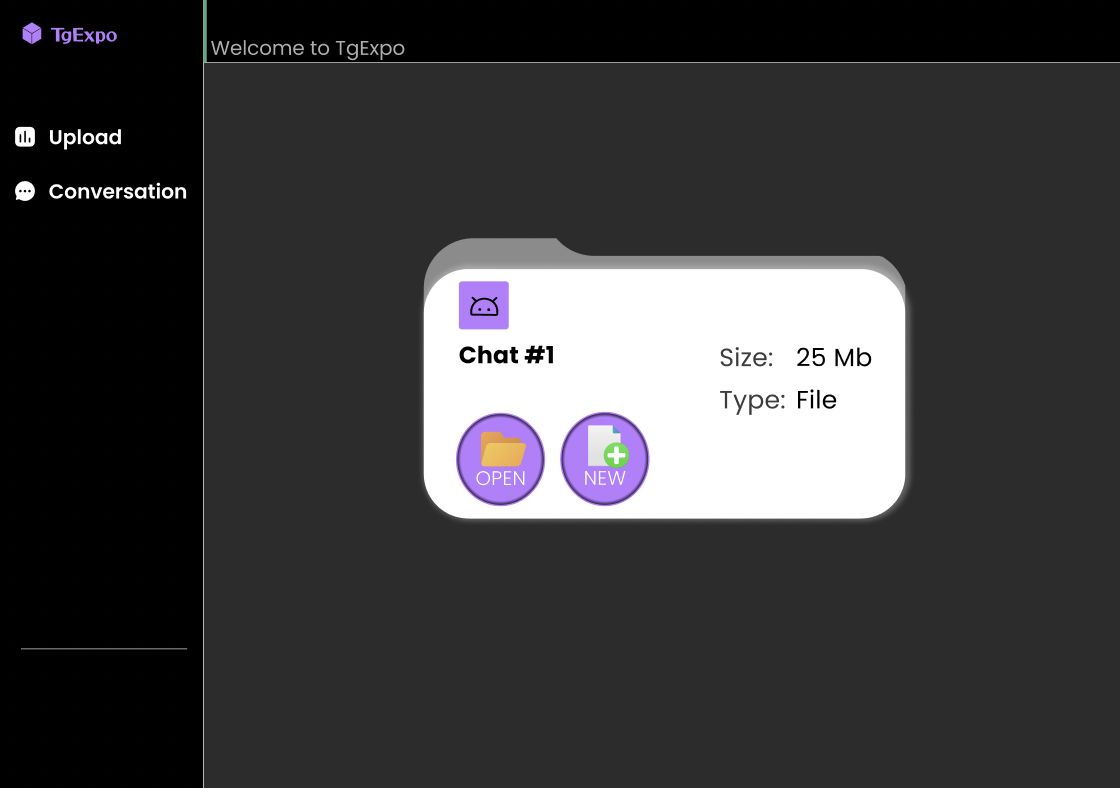 TgExpo
Welcome to TgExpo
Upload
Conversation
Chat #1
Size: 25 Mb
Type: File
OPEN
NEW